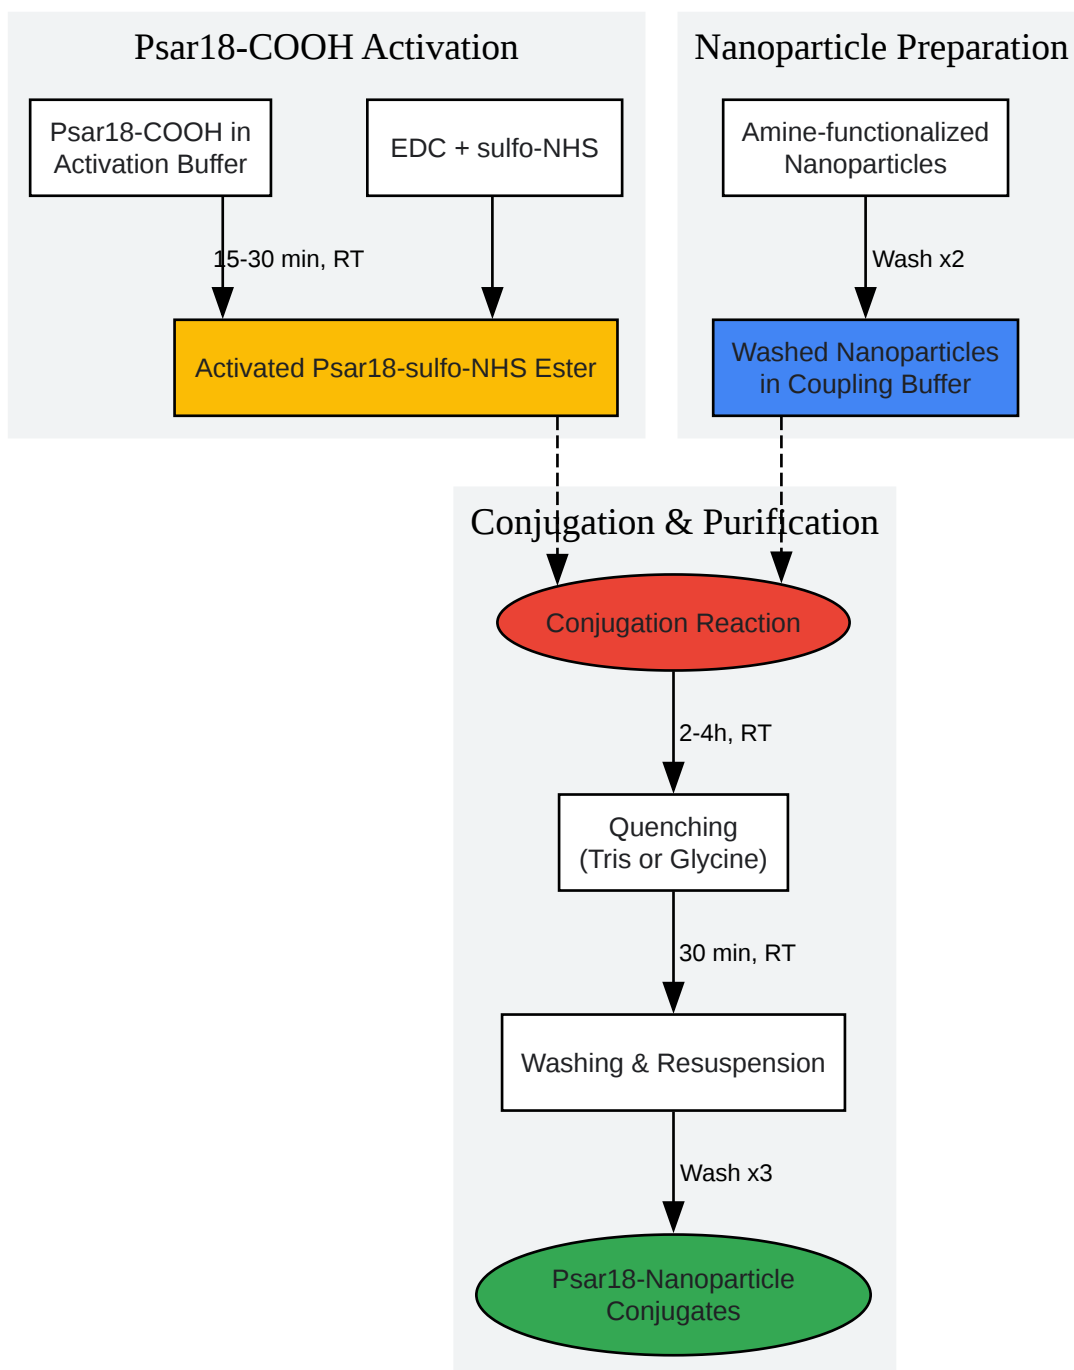 Psar18-COOH Activation
Psar18-COOH in
Activation Buffer
EDC + sulfo-NHS
15-30 min, RT
Activated Psar18-sulfo-NHS Ester
Nanoparticle Preparation
Amine-functionalized
Nanoparticles
Wash x2
Washed Nanoparticles
in Coupling Buffer
Conjugation & Purification
Conjugation Reaction
2-4h, RT
Quenching
(Tris or Glycine)
30 min, RT
Washing & Resuspension
Wash x3
Psar18-Nanoparticle
Conjugates